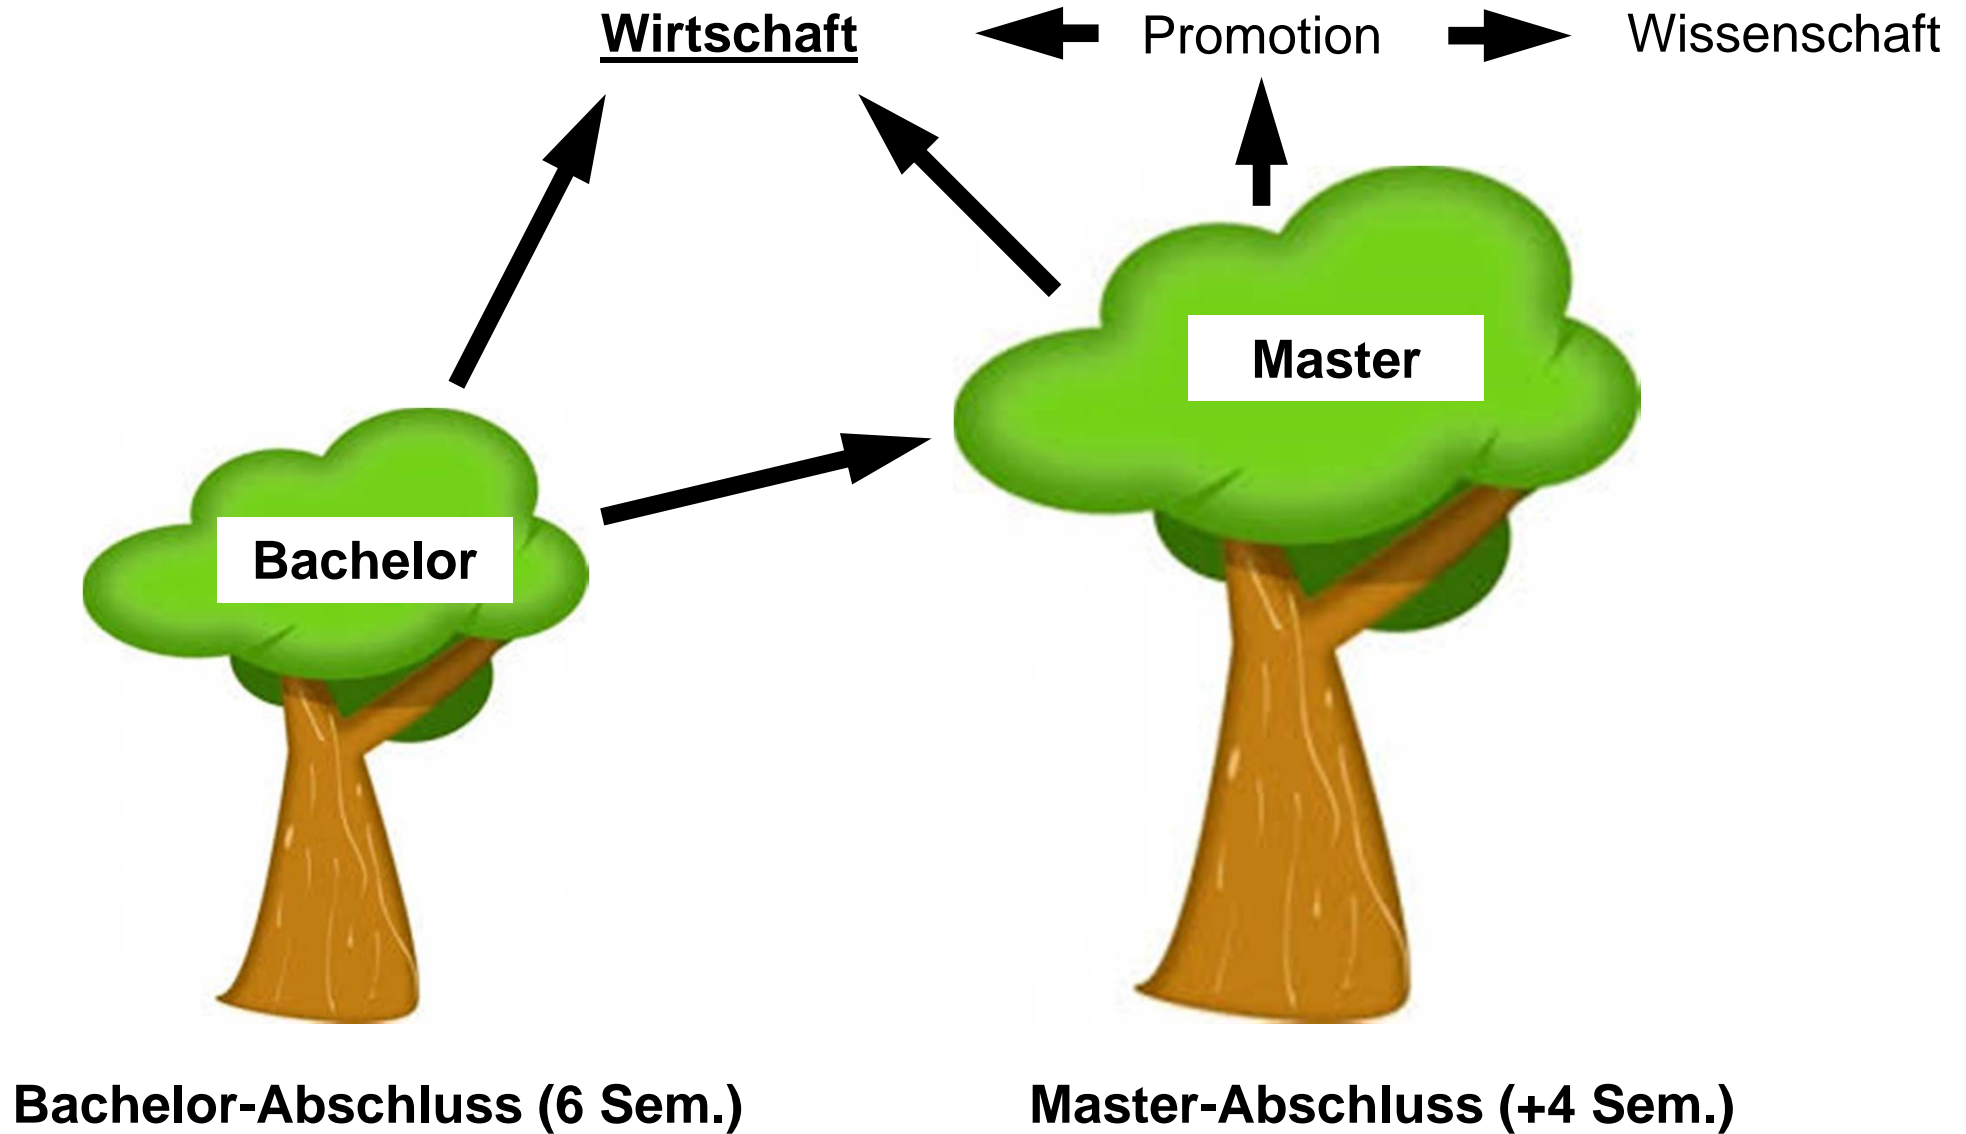 Wirtschaft
Promotion
Wissenschaft
Master
Bachelor
Bachelor-Abschluss (6 Sem.)
Master-Abschluss (+4 Sem.)